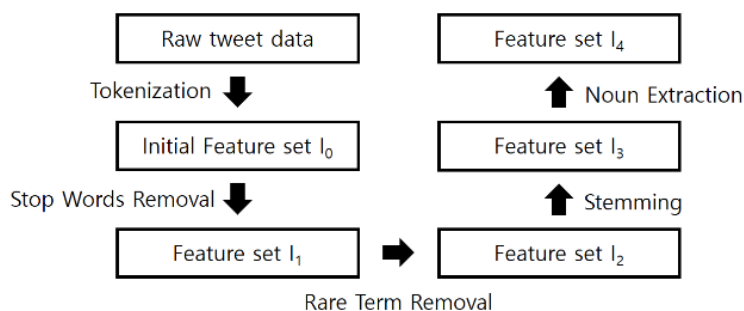 Raw tweet data
Tokenization
Initial Feature set I₀
Stop Words Removal
Feature set I₁
Rare Term Removal
Feature set I₂
Stemming
Feature set I₃
Noun Extraction
Feature set I₄